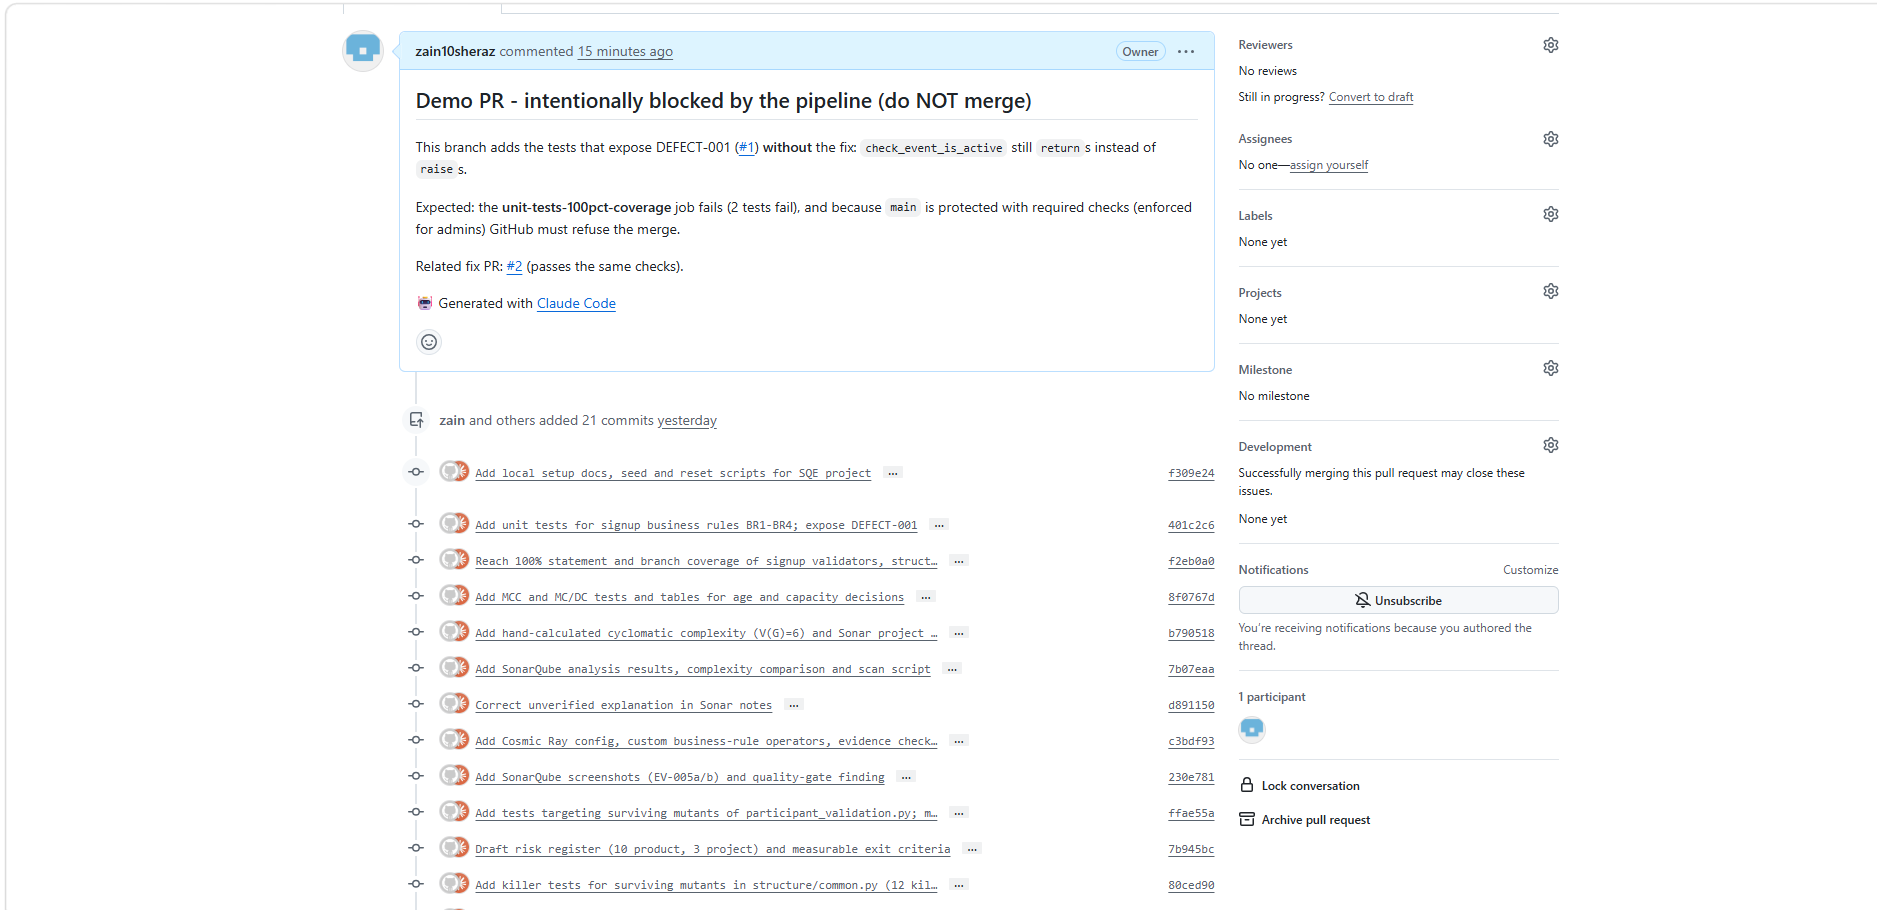 zain10sheraz commented 15 minutes ago
Owner
Demo PR - intentionally blocked by the pipeline (do NOT merge)
This branch adds the tests that expose DEFECT-001 (#1) without the fix: check_event_is_active still return s instead of
raise s.
Expected: the unit-tests-100pct-coverage job fails (2 tests fail), and because main is protected with required checks (enforced
for admins) GitHub must refuse the merge.
Related fix PR: #2 (passes the same checks).
Generated with Claude Code
zain and others added 21 commits yesterday
Add local setup docs, seed and reset scripts for SQE project ... f309e24
Add unit tests for signup business rules BR1-BR4; expose DEFECT-001 ... 401c2c6
Reach 100% statement and branch coverage of signup validators, struct… ... f2eb0a0
Add MCC and MC/DC tests and tables for age and capacity decisions ... 8f0767d
Add hand-calculated cyclomatic complexity (V(G)=6) and Sonar project … ... b790518
Add SonarQube analysis results, complexity comparison and scan script ... 7b07eaa
Correct unverified explanation in Sonar notes ... d891150
Add Cosmic Ray config, custom business-rule operators, evidence check… ... c3bdf93
Add SonarQube screenshots (EV-005a/b) and quality-gate finding ... 230e781
Add tests targeting surviving mutants of participant_validation.py; m… ... ffae55a
Draft risk register (10 product, 3 project) and measurable exit criteria ... 7b945bc
Add killer tests for surviving mutants in structure/common.py (12 kil… ... 80ced90
Reviewers
No reviews
Still in progress? Convert to draft
Assignees
No one—assign yourself
Labels
None yet
Projects
None yet
Milestone
No milestone
Development
Successfully merging this pull request may close these
issues.
None yet
Notifications
Customize
Unsubscribe
You're receiving notifications because you authored the
thread.
1 participant
Lock conversation
Archive pull request